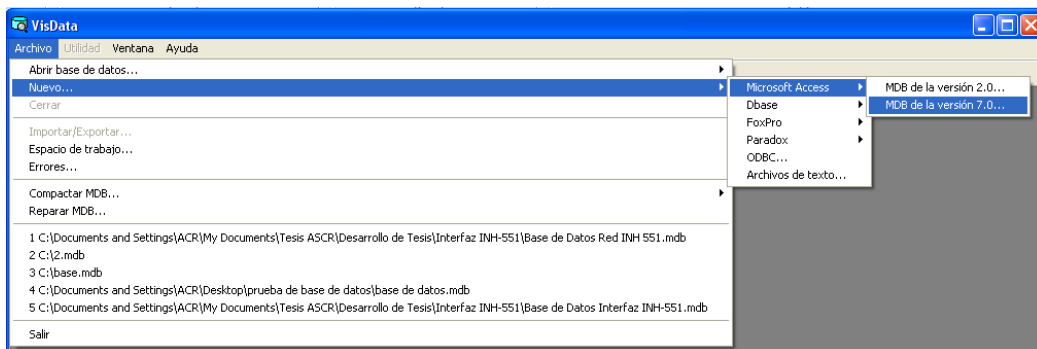 VisData
Archivo Utilidad Ventana Ayuda
Abrir base de datos...
Nuevo...
Cerrar
Importar/Exportar...
Espacio de trabajo...
Errores...
Compactar MDB...
Reparar MDB...
1 C:\Documents and Settings\ACR\My Documents\Tesis ASCR\Desarrollo de Tesis\Interfaz INH-551\Base de Datos Red INH 551.mdb
2 C:\2.mdb
3 C:\base.mdb
4 C:\Documents and Settings\ACR\Desktop\prueba de base de datos\base de datos.mdb
5 C:\Documents and Settings\ACR\My Documents\Tesis ASCR\Desarrollo de Tesis\Interfaz INH-551\Base de Datos Interfaz INH-551.mdb
Salir
Microsoft Access
Dbase
FoxPro
Paradox
ODBC...
Archivos de texto...
MDB de la versión 2.0...
MDB de la versión 7.0...